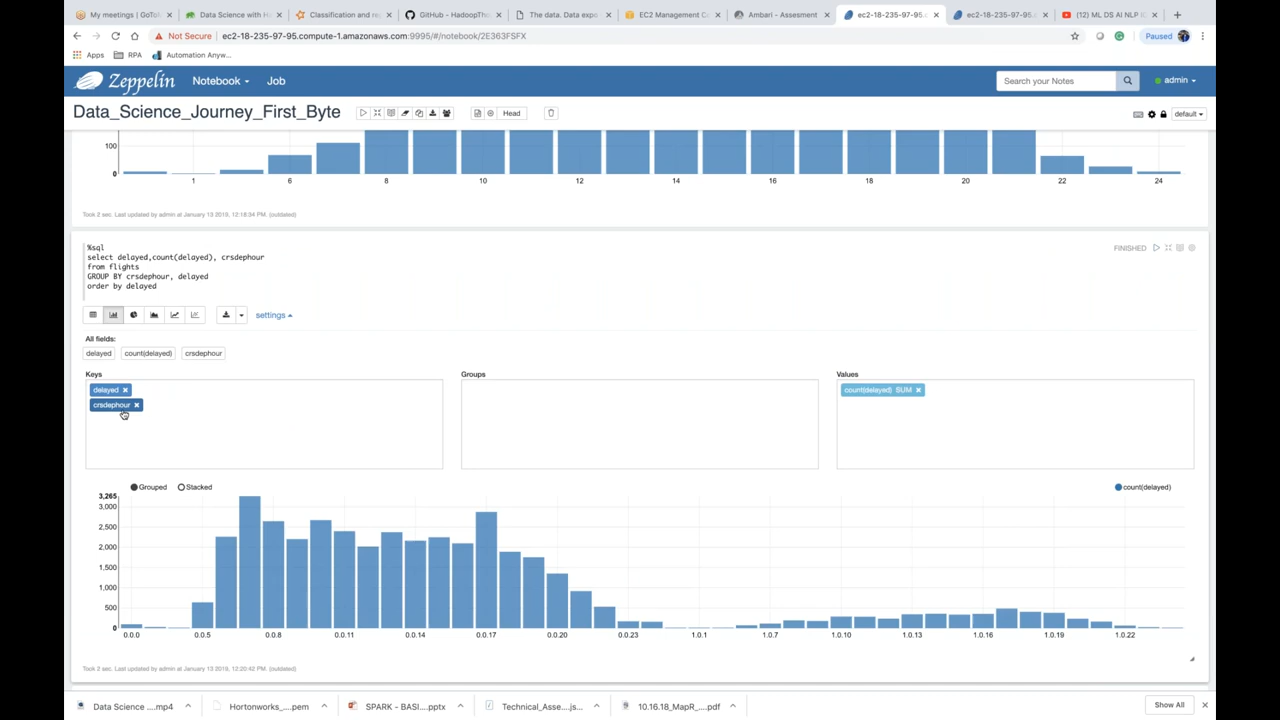 My meetings | GoTo
Data Science with H
Classification and re
GitHub - HadoopTho
The data. Data expo
EC2 Management Co
Ambari - Assesment
ec2-18-235-97-95.c
ec2-18-235-97-95.
(12) ML DS AI NLP
Not Secure
ec2-18-235-97-95.compute-1.amazonaws.com:9995/#/notebook/2E363FSFX
Paused
Apps
RPA
Automation Anyw...
Zeppelin
Notebook
Job
Search your Notes
admin
Data_Science_Journey_First_Byte
Head
default
100
0
1 6 8 10 12 14 16 18 20 22 24
Took 2 sec. Last updated by admin at January 13 2019, 12:18:34 PM. (outdated)
%sql
select delayed,count(delayed), crsdephour
from flights
GROUP BY crsdephour, delayed
order by delayed
FINISHED
settings
All fields:
delayed count(delayed) crsdephour
Keys
Groups
Values
delayed
crsdephour
count(delayed) SUM
Grouped Stacked
count(delayed)
3,265
3,000
2,500
2,000
1,500
1,000
500
0
0.0.0 0.0.5 0.0.8 0.0.11 0.0.14 0.0.17 0.0.20 0.0.23 1.0.1 1.0.7 1.0.10 1.0.13 1.0.16 1.0.19 1.0.22
Took 2 sec. Last updated by admin at January 13 2019, 12:20:42 PM. (outdated)
Data Science ....mp4
Hortonworks_....pem
SPARK - BASI....pptx
Technical_Asse....js...
10.16.18_MapR_....pdf
Show All